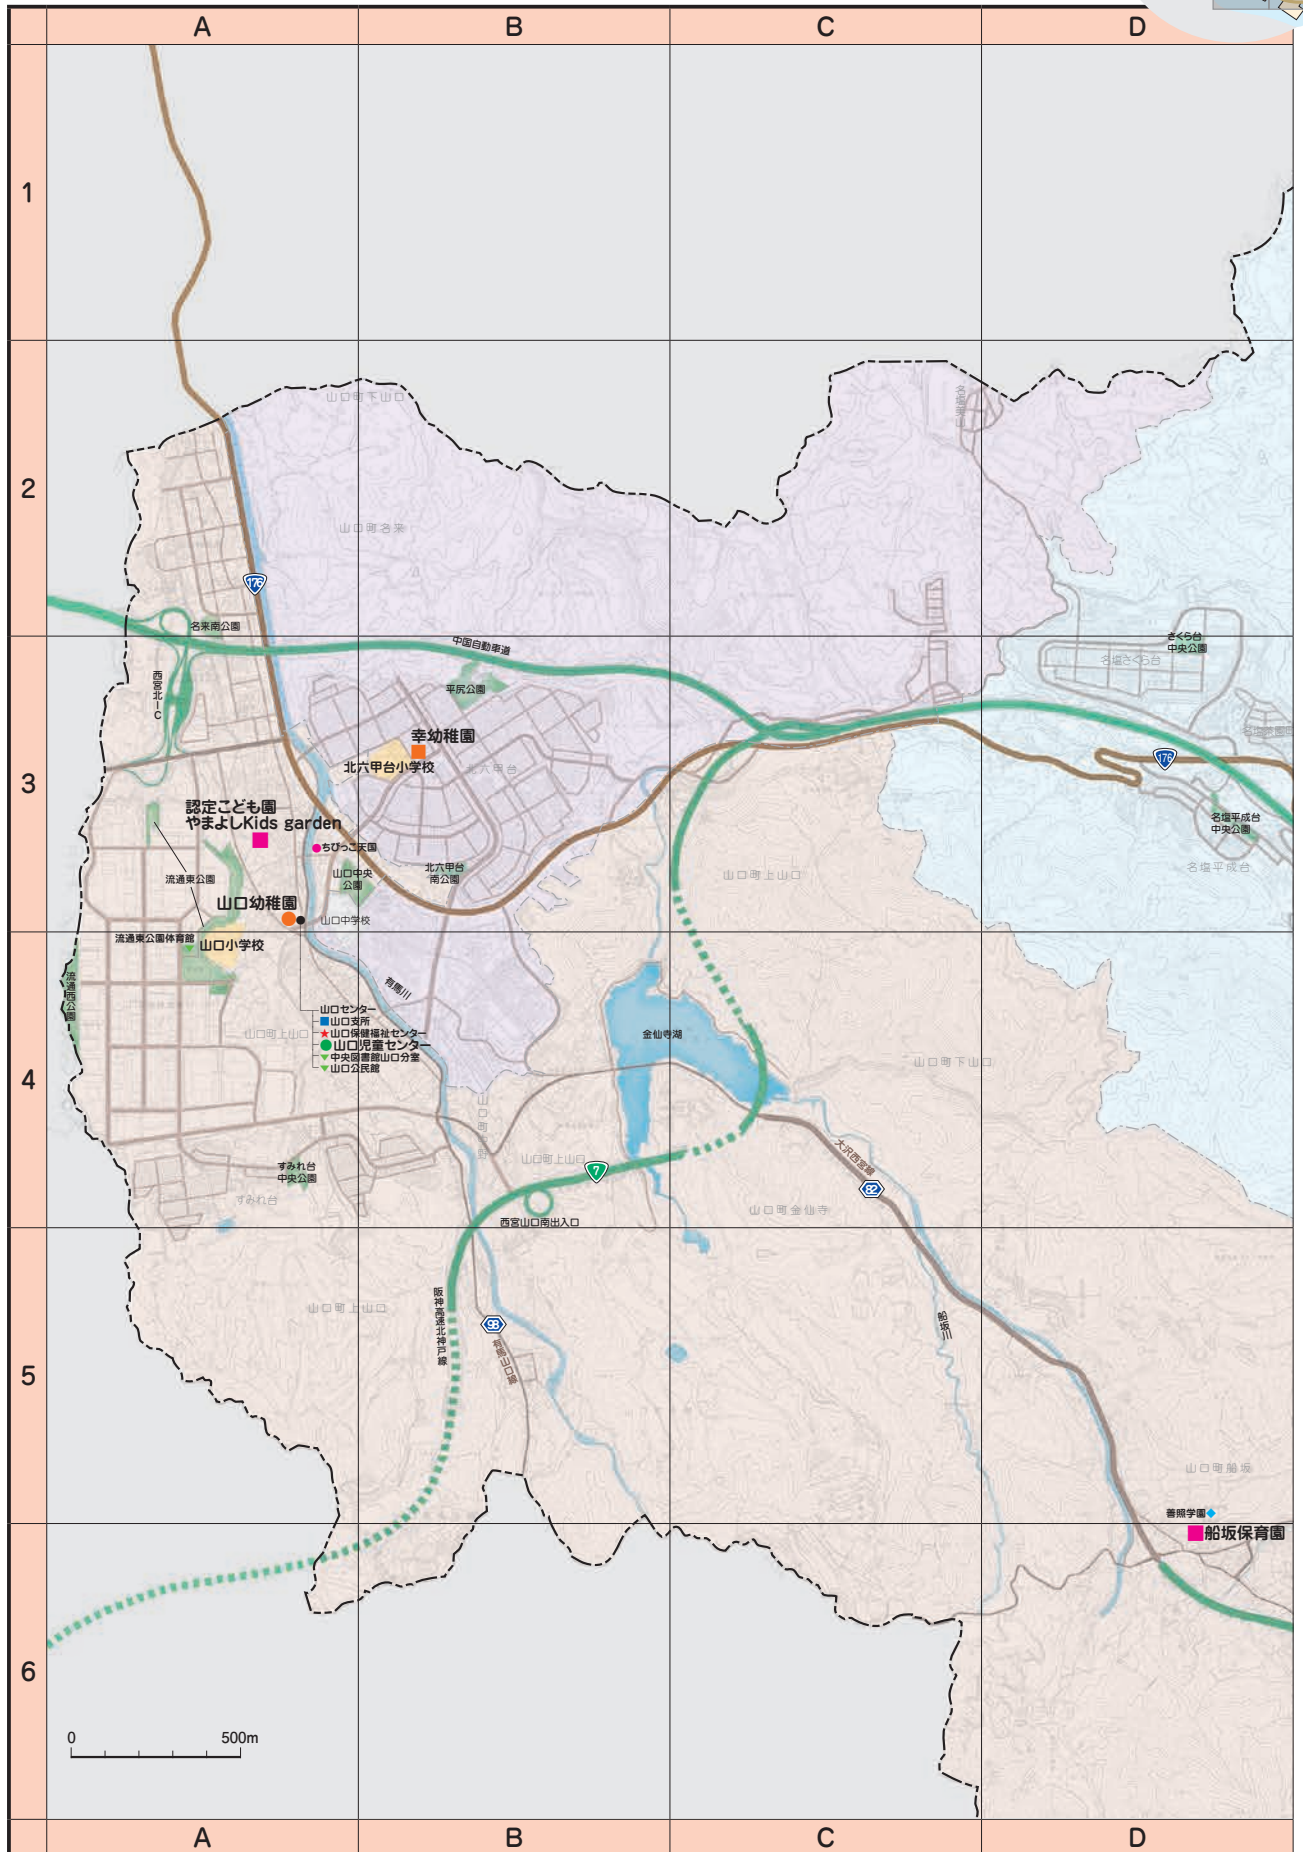 A
B
C
D
1
2
3
4
5
6
山口町下山口
名塩美山
山口町名来
176
名来南公園
中国自動車道
さくら台
中央公園
名塩さくら台
西宮北IC
平尻公園
幸幼稚園
北六甲台小学校
北六甲台
176
認定こども園
やまよしKids garden
ちびっこ天国
名塩平成台
中央公園
名塩平成台
流通東公園
山口中央
公園
北六甲台
南公園
山口町上山口
山口幼稚園
山口中学校
流通東公園体育館
山口小学校
流通西公園
有馬川
山口センター
山口支所
山口保健福祉センター
山口児童センター
中央図書館山口分室
山口公民館
山口町上山口
金仙寺湖
山口町下山口
山口町上山口
7
大沢西宮線
82
すみれ台
中央公園
すみれ台
山口町金仙寺
西宮山口南出入口
山口町上山口
阪神高速北神戸線
98
有馬山口線
船坂川
山口町船坂
善照学園
船坂保育園
0
500m
A
B
C
D